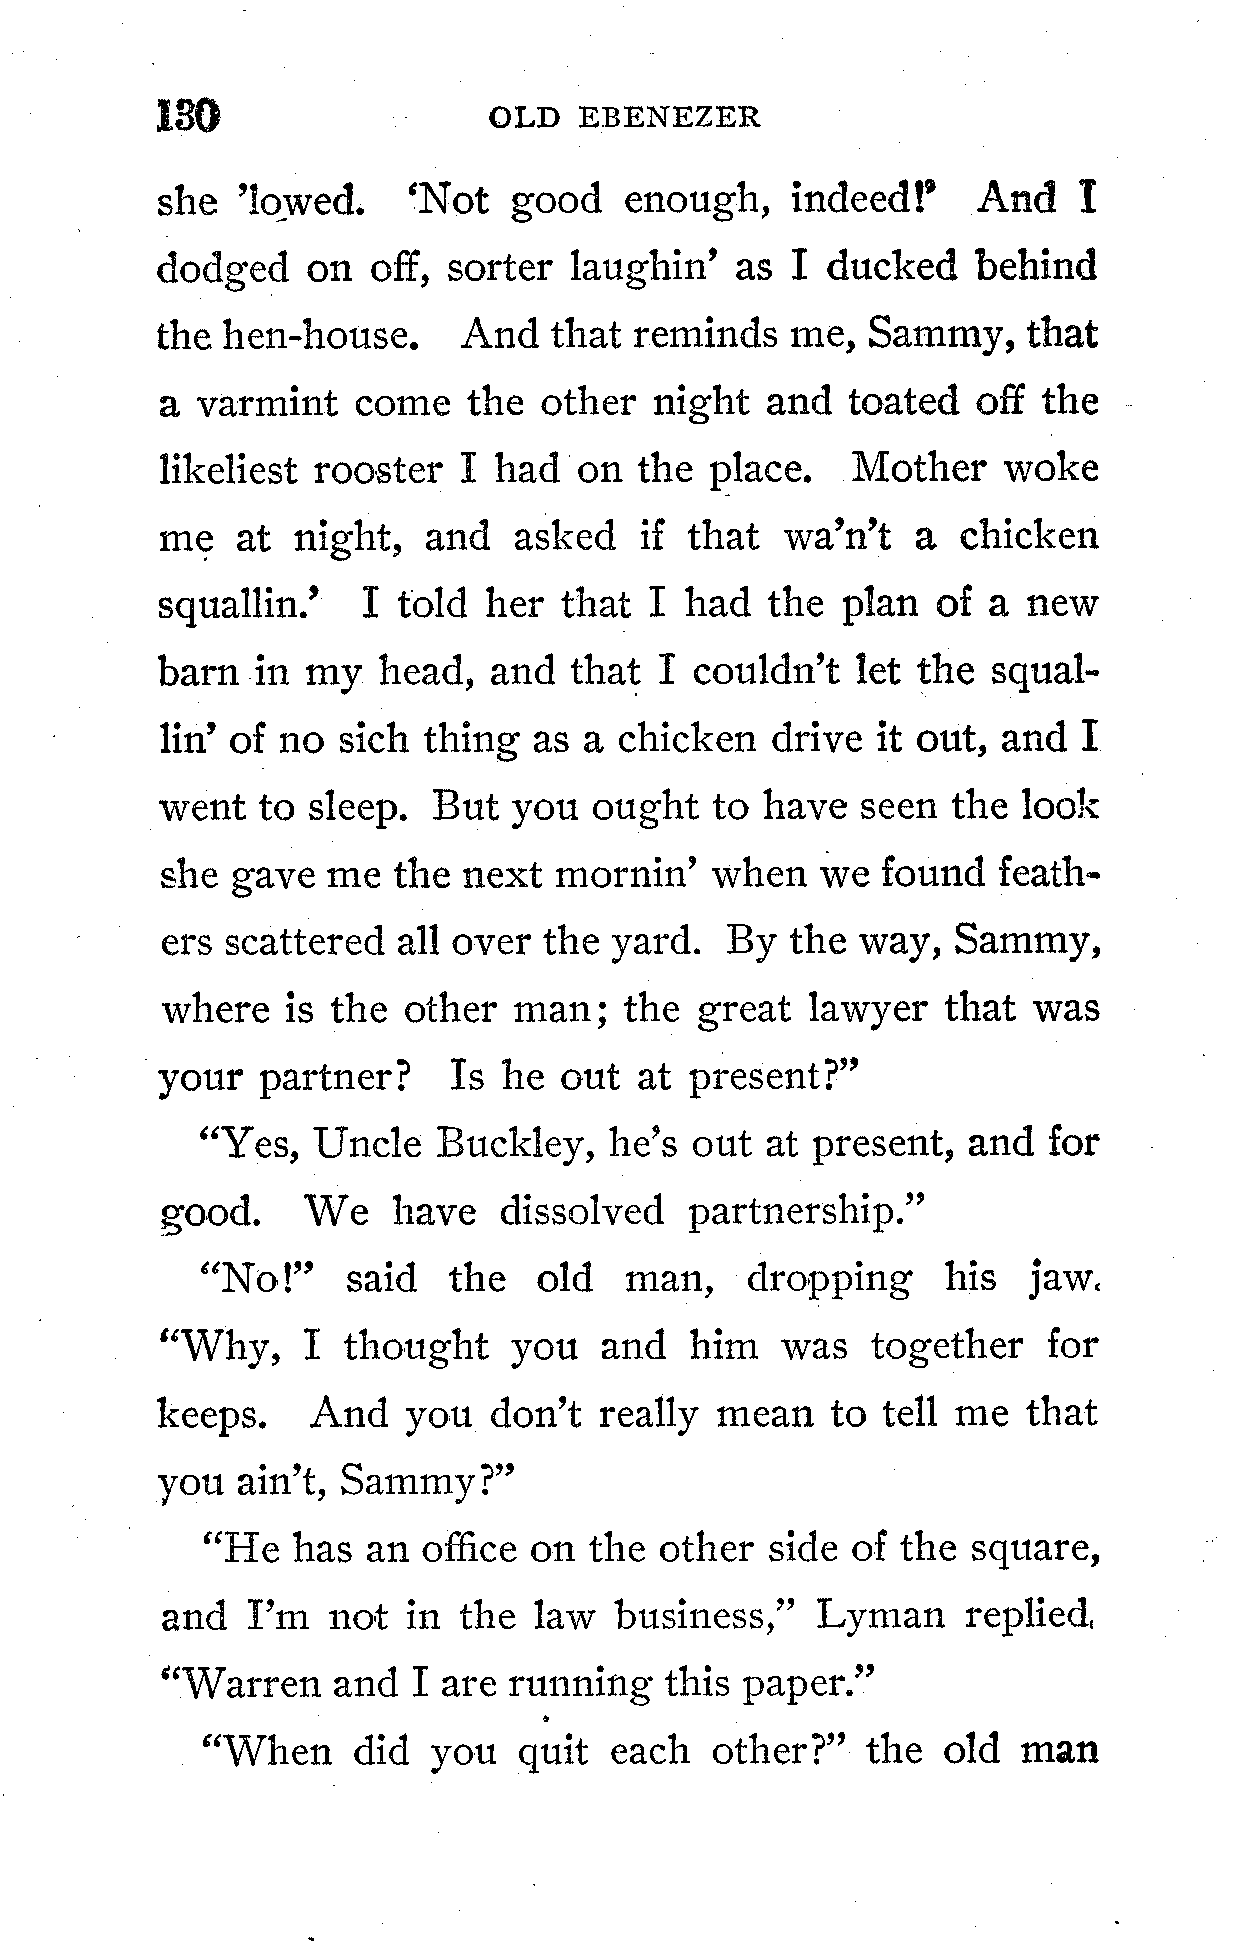 130 OLD EBENEZER
she ’lowed. ‘Not good enough, indeed!’ And I
dodged on off, sorter laughin’ as I ducked behind
the hen-house. And that reminds me, Sammy, that
a varmint come the other night and toated off the
likeliest rooster I had on the place. Mother woke
me at night, and asked if that wa’n’t a chicken
squallin.’ I told her that I had the plan of a new
barn in my head, and that I couldn’t let the squal-
lin’ of no sich thing as a chicken drive it out, and I
went to sleep. But you ought to have seen the look
she gave me the next mornin’ when we found feath-
ers scattered all over the yard. By the way, Sammy,
where is the other man; the great lawyer that was
your partner? Is he out at present?”
“Yes, Uncle Buckley, he’s out at present, and for
good. We have dissolved partnership.”
“No!” said the old man, dropping his jaw.
“Why, I thought you and him was together for
keeps. And you don’t really mean to tell me that
you ain’t, Sammy?”
“He has an office on the other side of the square,
and I’m not in the law business,” Lyman replied.
“Warren and I are running this paper.”
“When did you quit each other?” the old man